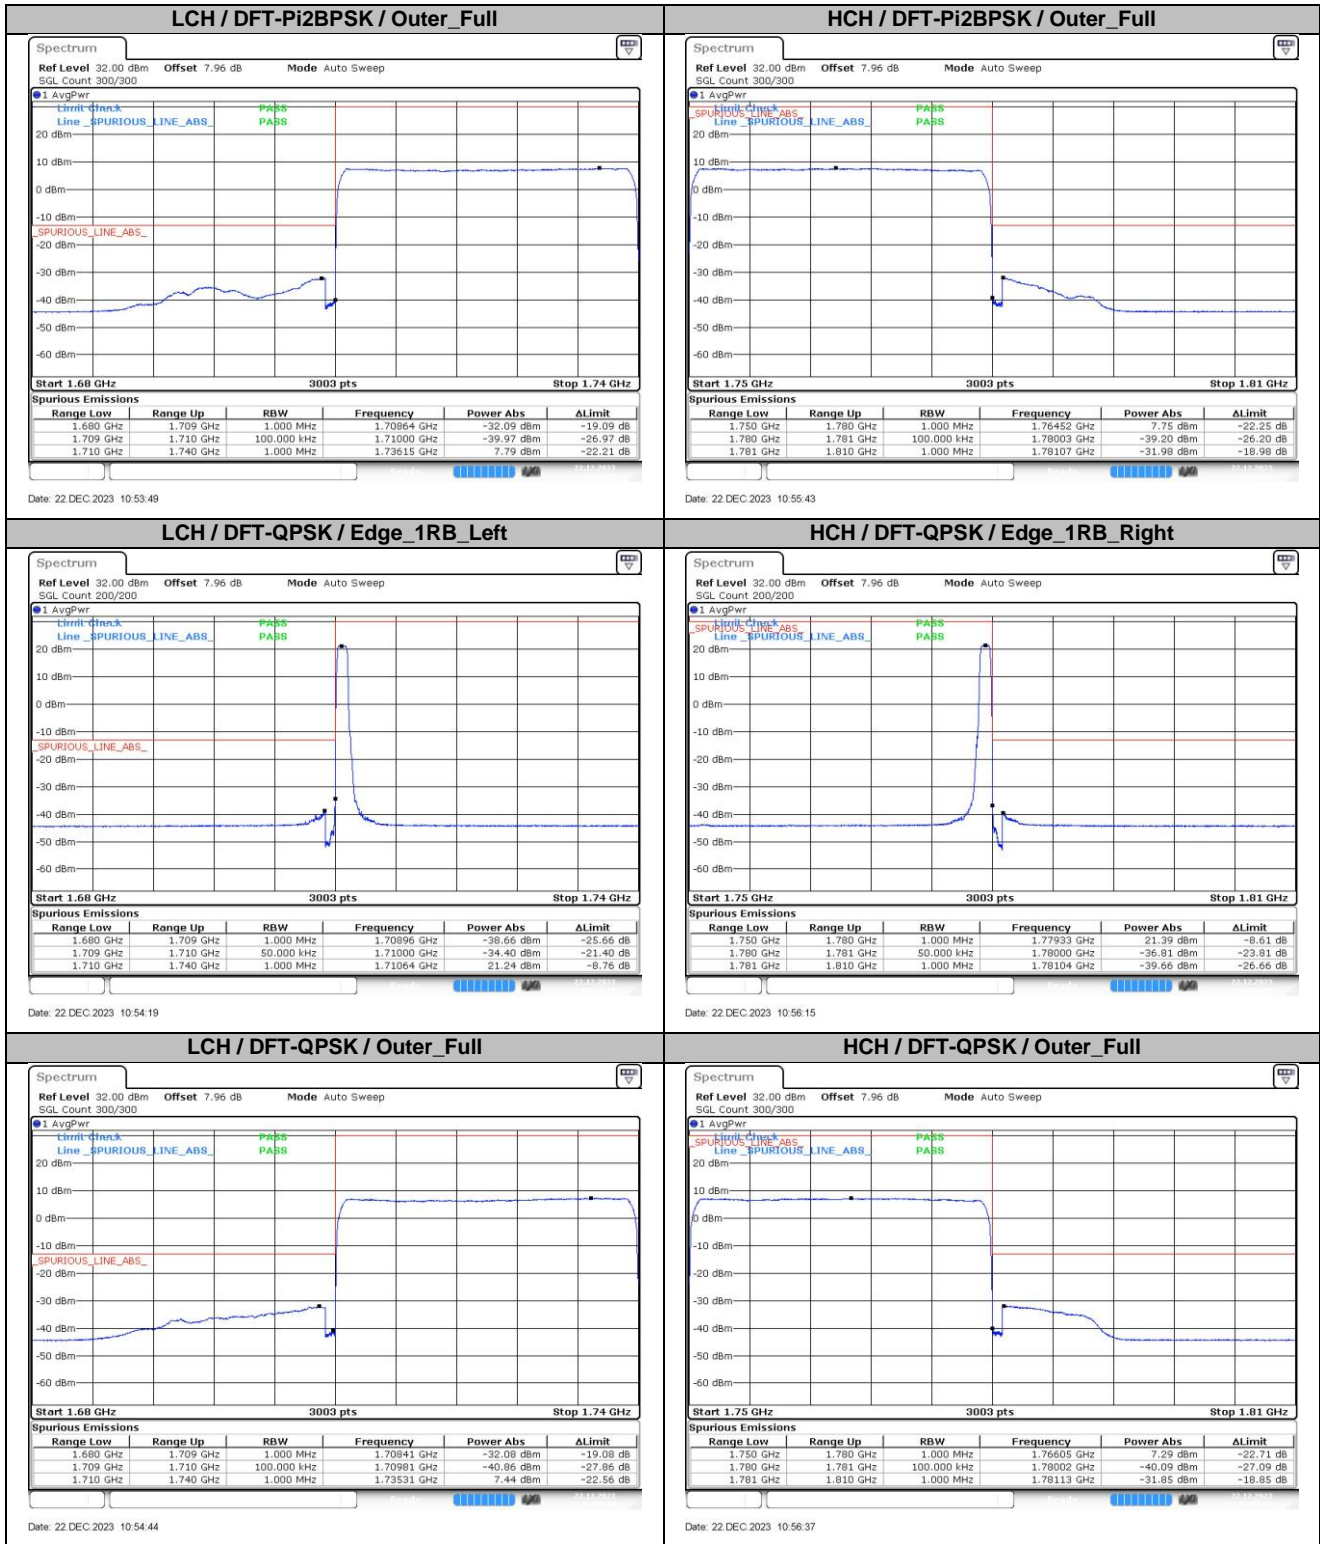 LCH / DFT-Pi2BPSK / Outer_Full
Spectrum
Ref Level 32.00 dBm Offset 7.96 dB Mode Auto Sweep
SGL Count 300/300
1 AvgPwr
Limit Check PASS
Line _SPURIOUS_LINE_ABS_ PASS
20 dBm
10 dBm
0 dBm
-10 dBm
_SPURIOUS_LINE_ABS_
-20 dBm
-30 dBm
-40 dBm
-50 dBm
-60 dBm
Start 1.68 GHz 3003 pts Stop 1.74 GHz
Spurious Emissions
Range Low Range Up RBW Frequency Power Abs ΔLimit
1.680 GHz 1.709 GHz 1.000 MHz 1.70864 GHz -32.09 dBm -19.09 dB
1.709 GHz 1.710 GHz 100.000 kHz 1.71000 GHz -39.97 dBm -26.97 dB
1.710 GHz 1.740 GHz 1.000 MHz 1.73615 GHz 7.79 dBm -22.21 dB
Date: 22.DEC.2023 10:53:49
HCH / DFT-Pi2BPSK / Outer_Full
Spectrum
Ref Level 32.00 dBm Offset 7.96 dB Mode Auto Sweep
SGL Count 300/300
1 AvgPwr
Limit Check PASS
_SPURIOUS_LINE_ABS_
Line _SPURIOUS_LINE_ABS_ PASS
20 dBm
10 dBm
0 dBm
-10 dBm
-20 dBm
-30 dBm
-40 dBm
-50 dBm
-60 dBm
Start 1.75 GHz 3003 pts Stop 1.81 GHz
Spurious Emissions
Range Low Range Up RBW Frequency Power Abs ΔLimit
1.750 GHz 1.780 GHz 1.000 MHz 1.76452 GHz 7.75 dBm -22.25 dB
1.780 GHz 1.781 GHz 100.000 kHz 1.78003 GHz -39.20 dBm -26.20 dB
1.781 GHz 1.810 GHz 1.000 MHz 1.78107 GHz -31.98 dBm -18.98 dB
Date: 22.DEC.2023 10:55:43
LCH / DFT-QPSK / Edge_1RB_Left
Spectrum
Ref Level 32.00 dBm Offset 7.96 dB Mode Auto Sweep
SGL Count 200/200
1 AvgPwr
Limit Check PASS
Line _SPURIOUS_LINE_ABS_ PASS
20 dBm
10 dBm
0 dBm
-10 dBm
_SPURIOUS_LINE_ABS_
-20 dBm
-30 dBm
-40 dBm
-50 dBm
-60 dBm
Start 1.68 GHz 3003 pts Stop 1.74 GHz
Spurious Emissions
Range Low Range Up RBW Frequency Power Abs ΔLimit
1.680 GHz 1.709 GHz 1.000 MHz 1.70896 GHz -38.66 dBm -25.66 dB
1.709 GHz 1.710 GHz 50.000 kHz 1.71000 GHz -34.40 dBm -21.40 dB
1.710 GHz 1.740 GHz 1.000 MHz 1.71064 GHz 21.24 dBm -8.76 dB
Date: 22.DEC.2023 10:54:19
HCH / DFT-QPSK / Edge_1RB_Right
Spectrum
Ref Level 32.00 dBm Offset 7.96 dB Mode Auto Sweep
SGL Count 200/200
1 AvgPwr
Limit Check PASS
_SPURIOUS_LINE_ABS_
Line _SPURIOUS_LINE_ABS_ PASS
20 dBm
10 dBm
0 dBm
-10 dBm
-20 dBm
-30 dBm
-40 dBm
-50 dBm
-60 dBm
Start 1.75 GHz 3003 pts Stop 1.81 GHz
Spurious Emissions
Range Low Range Up RBW Frequency Power Abs ΔLimit
1.750 GHz 1.780 GHz 1.000 MHz 1.77933 GHz 21.39 dBm -8.61 dB
1.780 GHz 1.781 GHz 50.000 kHz 1.78000 GHz -36.81 dBm -23.81 dB
1.781 GHz 1.810 GHz 1.000 MHz 1.78104 GHz -39.66 dBm -26.66 dB
Date: 22.DEC.2023 10:56:15
LCH / DFT-QPSK / Outer_Full
Spectrum
Ref Level 32.00 dBm Offset 7.96 dB Mode Auto Sweep
SGL Count 300/300
1 AvgPwr
Limit Check PASS
Line _SPURIOUS_LINE_ABS_ PASS
20 dBm
10 dBm
0 dBm
-10 dBm
_SPURIOUS_LINE_ABS_
-20 dBm
-30 dBm
-40 dBm
-50 dBm
-60 dBm
Start 1.68 GHz 3003 pts Stop 1.74 GHz
Spurious Emissions
Range Low Range Up RBW Frequency Power Abs ΔLimit
1.680 GHz 1.709 GHz 1.000 MHz 1.70841 GHz -32.08 dBm -19.08 dB
1.709 GHz 1.710 GHz 100.000 kHz 1.70981 GHz -40.86 dBm -27.86 dB
1.710 GHz 1.740 GHz 1.000 MHz 1.73531 GHz 7.44 dBm -22.56 dB
Date: 22.DEC.2023 10:54:44
HCH / DFT-QPSK / Outer_Full
Spectrum
Ref Level 32.00 dBm Offset 7.96 dB Mode Auto Sweep
SGL Count 300/300
1 AvgPwr
Limit Check PASS
_SPURIOUS_LINE_ABS_
Line _SPURIOUS_LINE_ABS_ PASS
20 dBm
10 dBm
0 dBm
-10 dBm
-20 dBm
-30 dBm
-40 dBm
-50 dBm
-60 dBm
Start 1.75 GHz 3003 pts Stop 1.81 GHz
Spurious Emissions
Range Low Range Up RBW Frequency Power Abs ΔLimit
1.750 GHz 1.780 GHz 1.000 MHz 1.76605 GHz 7.29 dBm -22.71 dB
1.780 GHz 1.781 GHz 100.000 kHz 1.78002 GHz -40.09 dBm -27.09 dB
1.781 GHz 1.810 GHz 1.000 MHz 1.78113 GHz -31.85 dBm -18.85 dB
Date: 22.DEC.2023 10:56:37